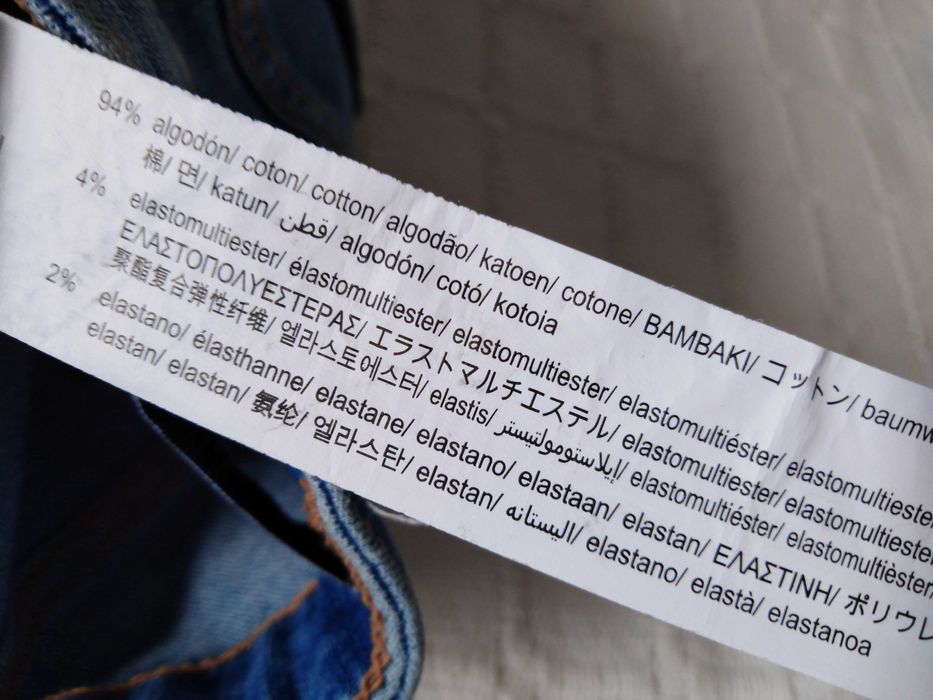 94% algodón/ coton/ cotton/ algodão/ katoen/ cotone/ BAMBAKI/ コットン/ baumw
棉/ 면/ katun/ قطن/ algodón/ cotó/ kotoia
4% elastomultiester/ élastomultiester/ elastomultiester/ elastomultiéster/ elastomultiester
ΕΛΑΣΤΟΠΟΛΥΕΣΤΕΡΑΣ/ エラストマルチエステル/ elastomultiester/ elastomultiester
聚酯复合弹性纤维/ 엘라스토에스터/ elastis/ إيلاستومولتيستر/ elastomultiéster/ elastomultièster
2% elastano/ élasthanne/ elastane/ elastano/ elastaan/ elastan/ ΕΛΑΣΤΙΝΗ/ ポリウレ
elastan/ elastan/ 氨纶/ 엘라스탄/ elastan/ اليستانه/ elastano/ elastà/ elastanoa